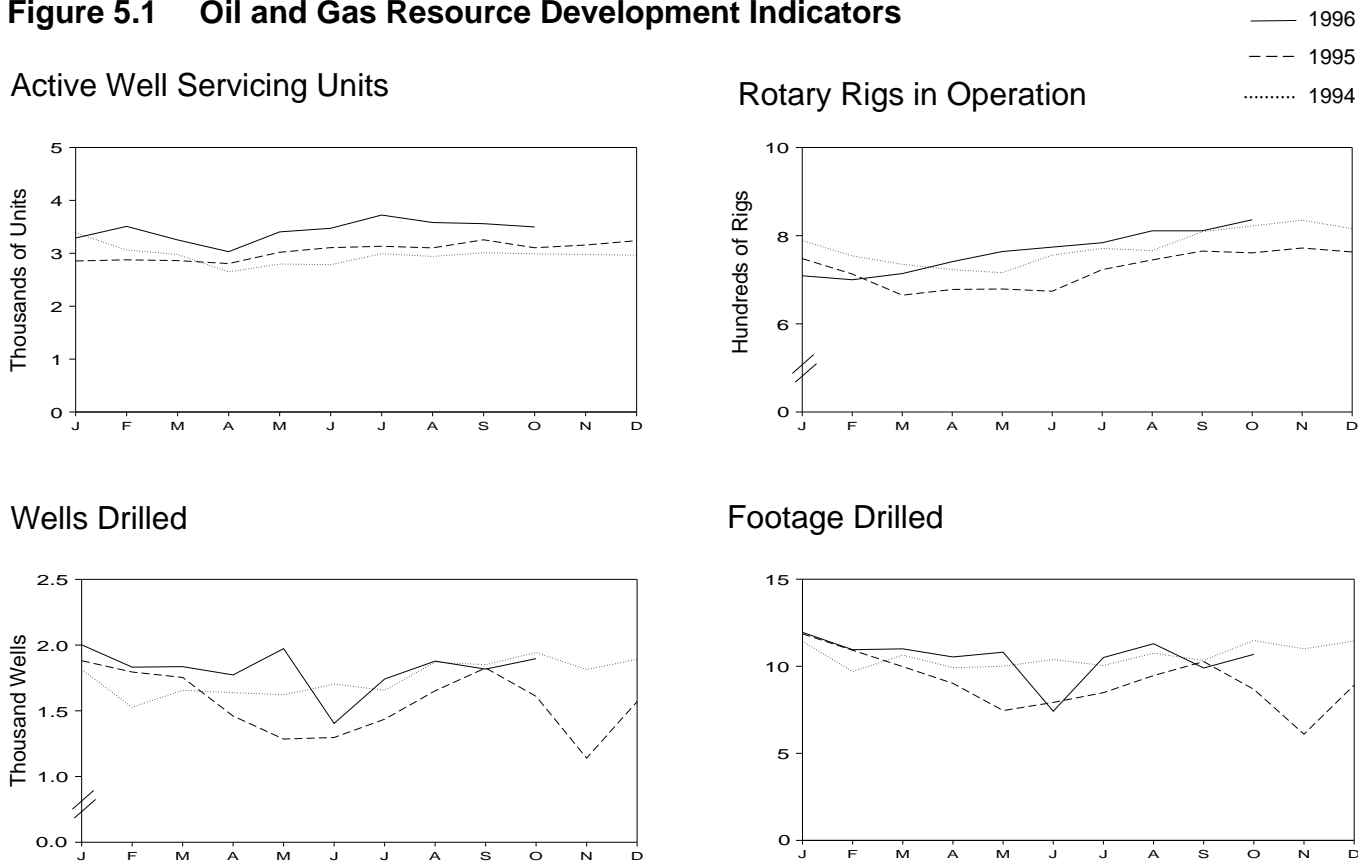 Figure 5.1 Oil and Gas Resource Development Indicators
1996
1995
1994
Active Well Servicing Units
Thousands of Units
5
4
3
2
1
0
J F M A M J J A S O N D
Rotary Rigs in Operation
Hundreds of Rigs
10
8
6
0
J F M A M J J A S O N D
Wells Drilled
Thousand Wells
2.5
2.0
1.5
1.0
0.0
J F M A M J J A S O N D
Footage Drilled
15
10
5
0
J F M A M J J A S O N D